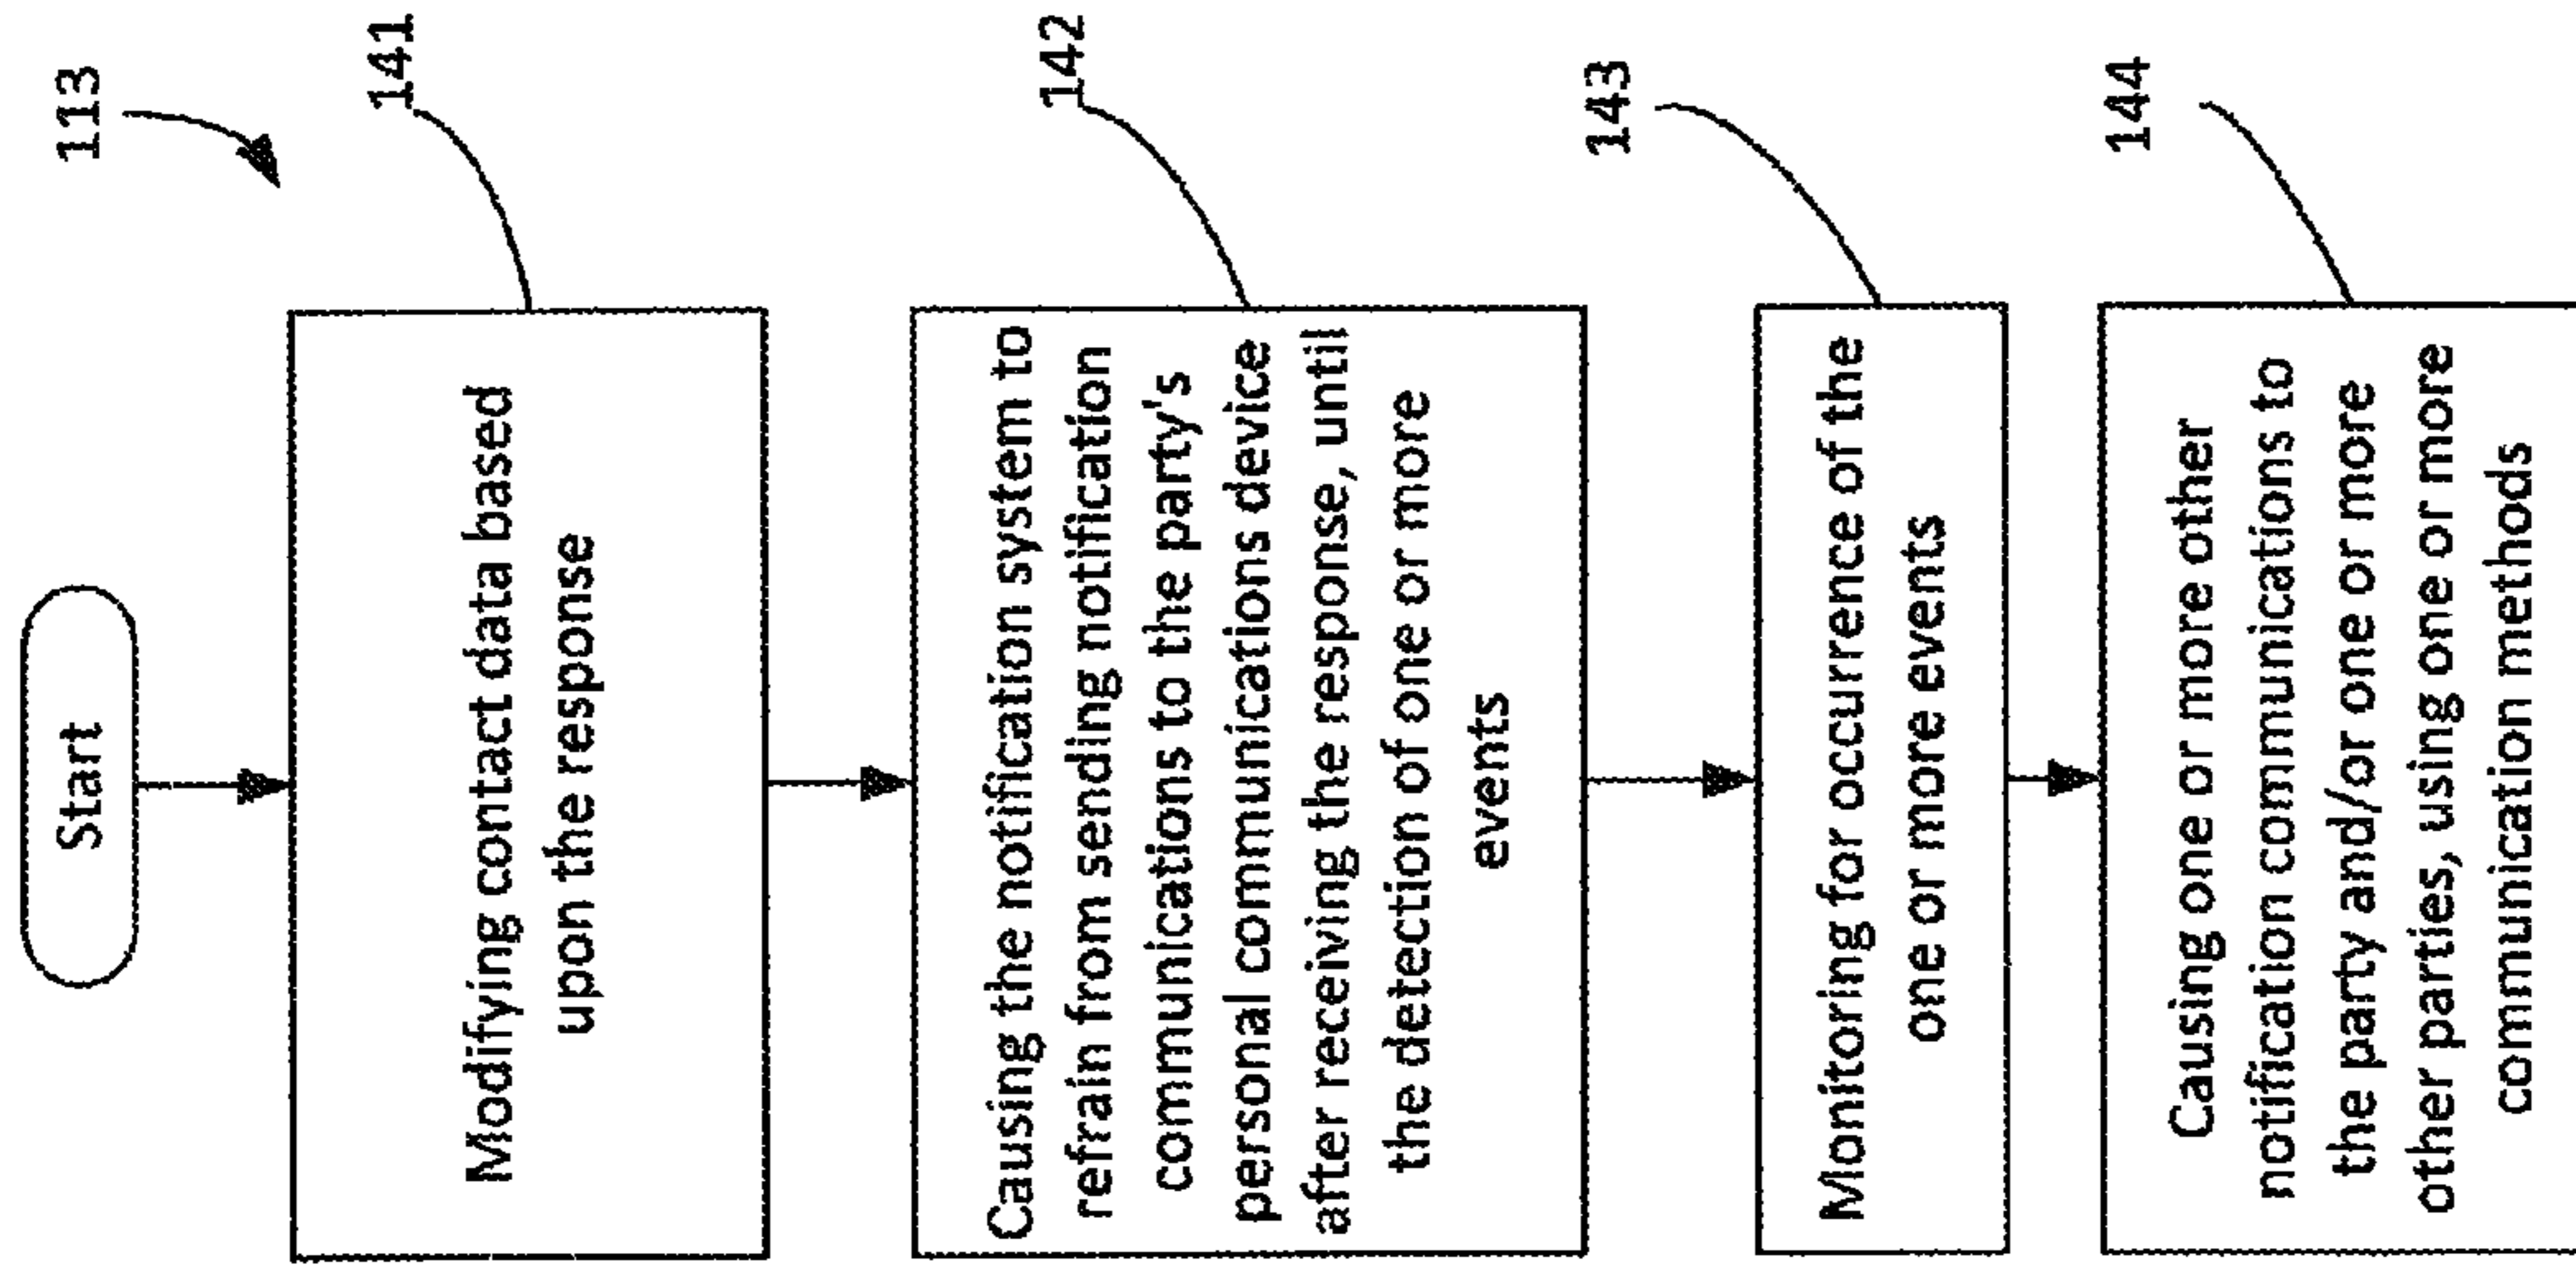 113
Start
141
Modifying contact data based
upon the response
142
Causing the notification system to
refrain from sending notification
communications to the party's
personal communications device
after receiving the response, until
the detection of one or more
events
143
Monitoring for occurrence of the
one or more events
144
Causing one or more other
notification communications to
the party and/or one or more
other parties, using one or more
communication methods